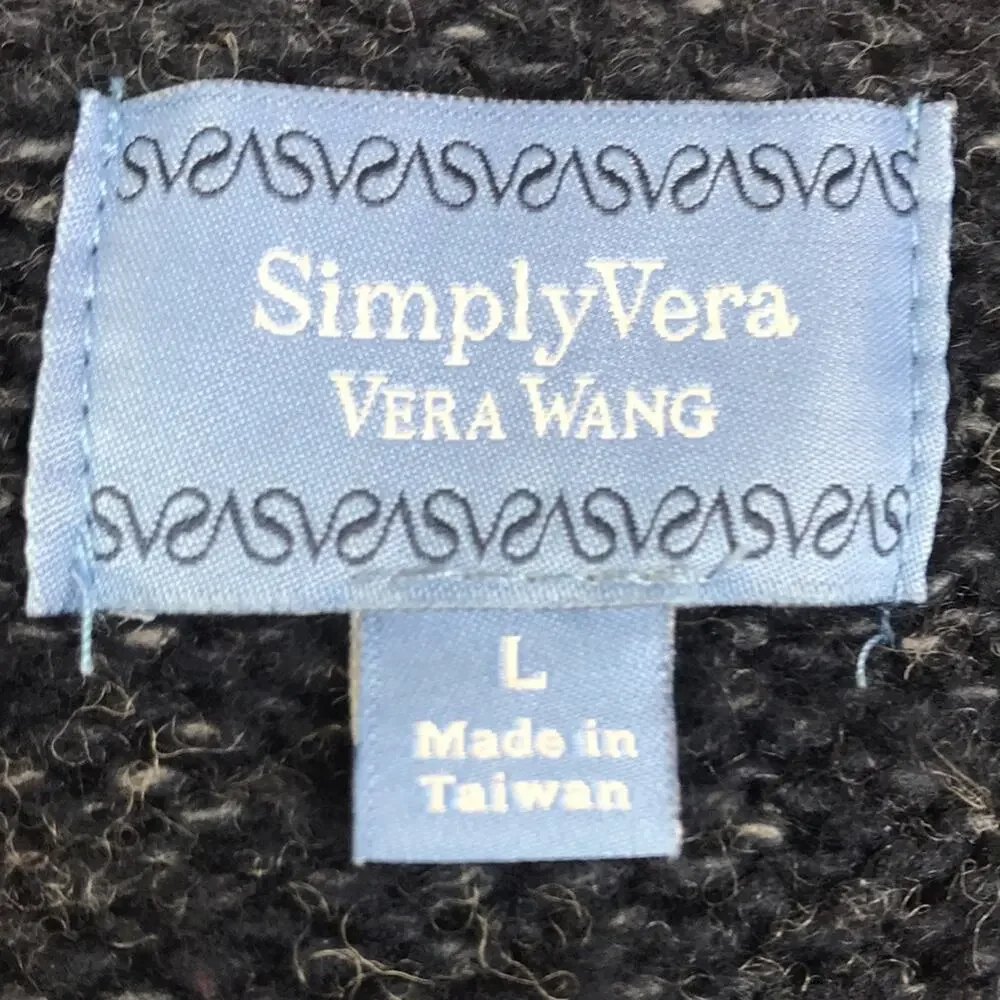 SimplyVera
VERA WANG
L
Made in
Taiwan